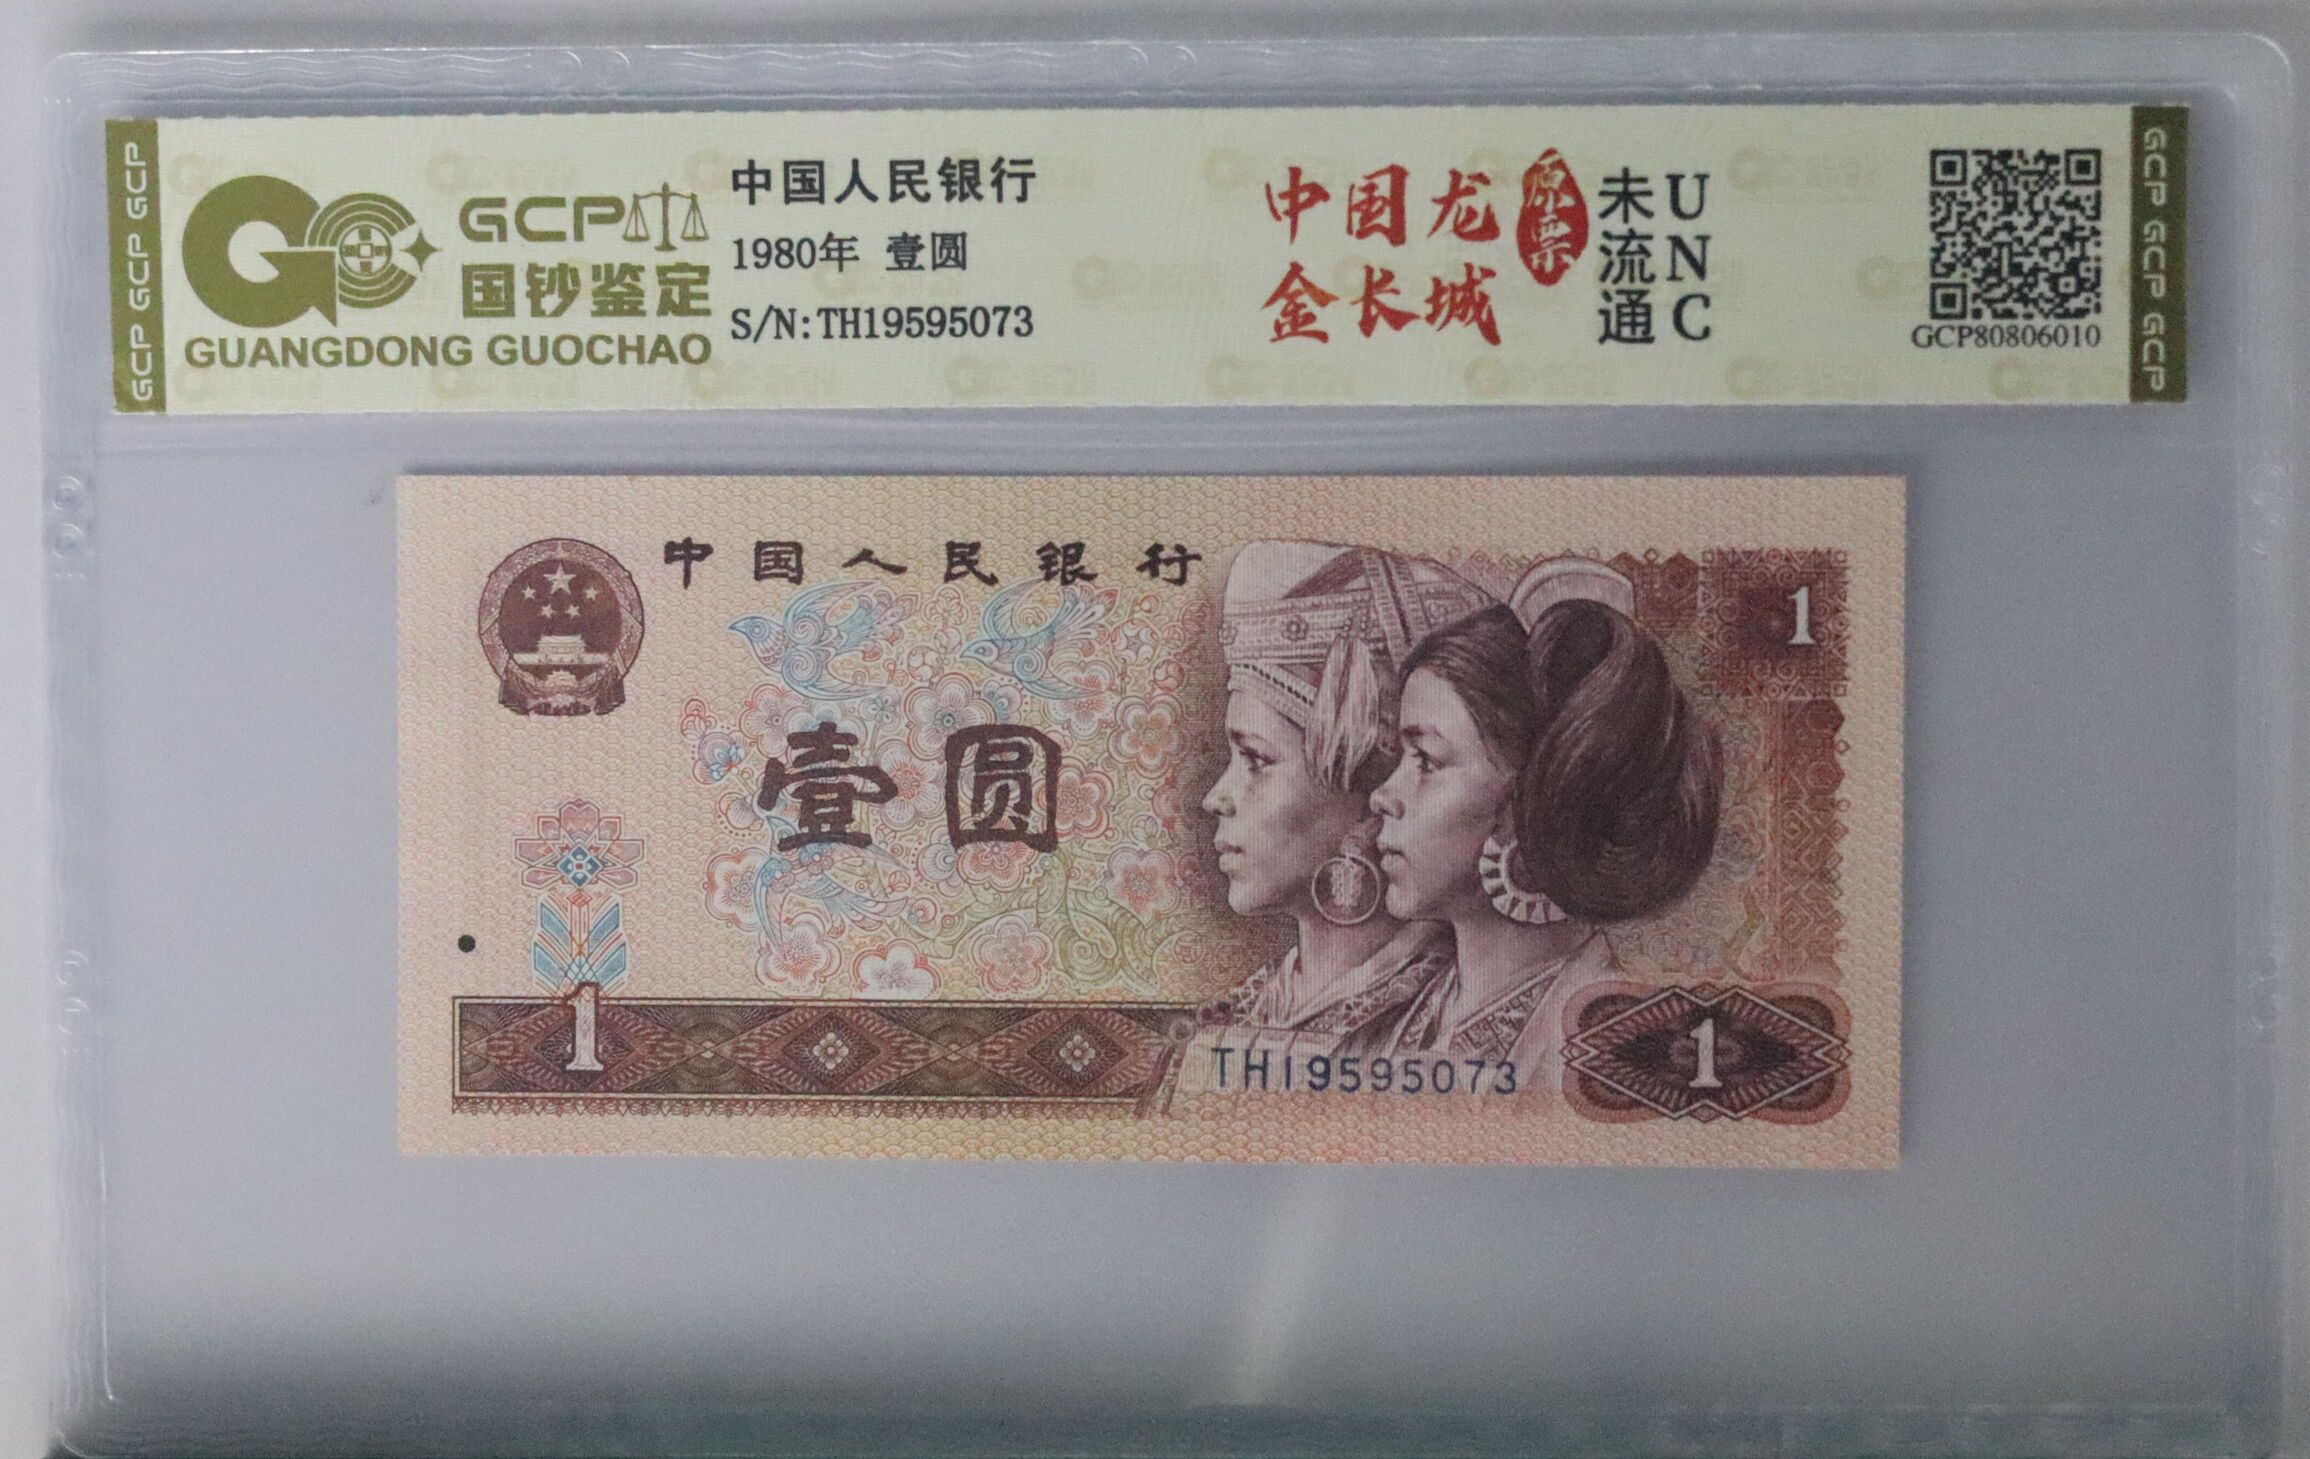 GCP GCP GCP
GCP
国钞鉴定
GUANGDONG GUOCHAO
中国人民银行
1980年 壹圆
S/N:TH19595073
中国龙
金长城
原票
未流通
UNC
GCP80806010
GCP GCP GCP
中国人民银行
1
壹圆
1
TH19595073
1